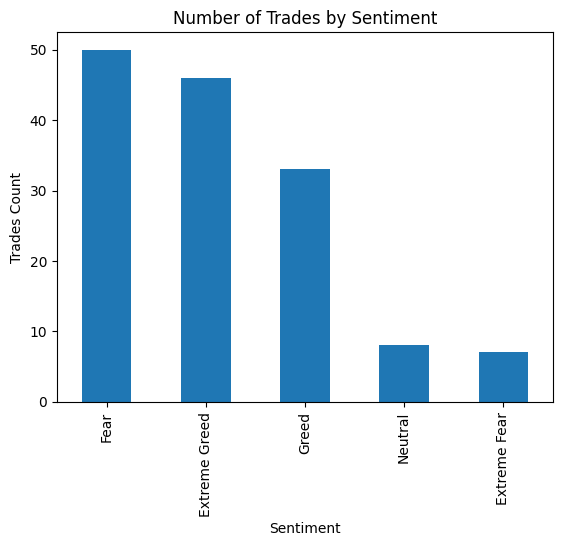 Number of Trades by Sentiment
Trades Count
50
40
30
20
10
0
Fear
Extreme Greed
Greed
Neutral
Extreme Fear
Sentiment